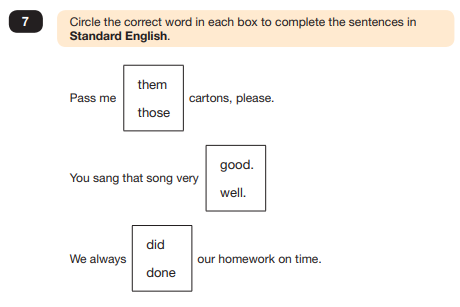 7 Circle the correct word in each box to complete the sentences in
Standard English.
them
Pass me cartons, please.
those
good.
You sang that song very
well.
did
We always our homework on time.
done